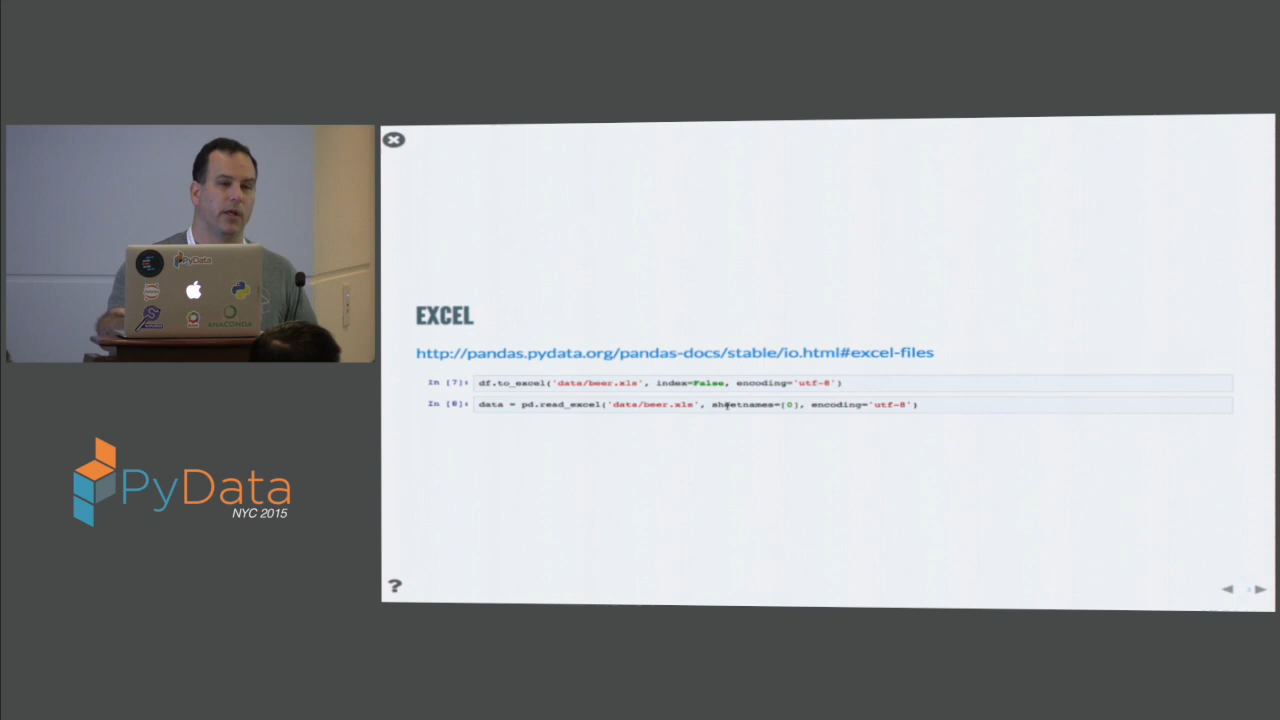 EXCEL
http://pandas.pydata.org/pandas-docs/stable/io.html#excel-files
In [7]: df.to_excel('data/beer.xls', index=False, encoding='utf-8')
In [8]: data = pd.read_excel('data/beer.xls', sheetnames=[0], encoding='utf-8')
?
PyData
ANACONDA
PyData
NYC 2015